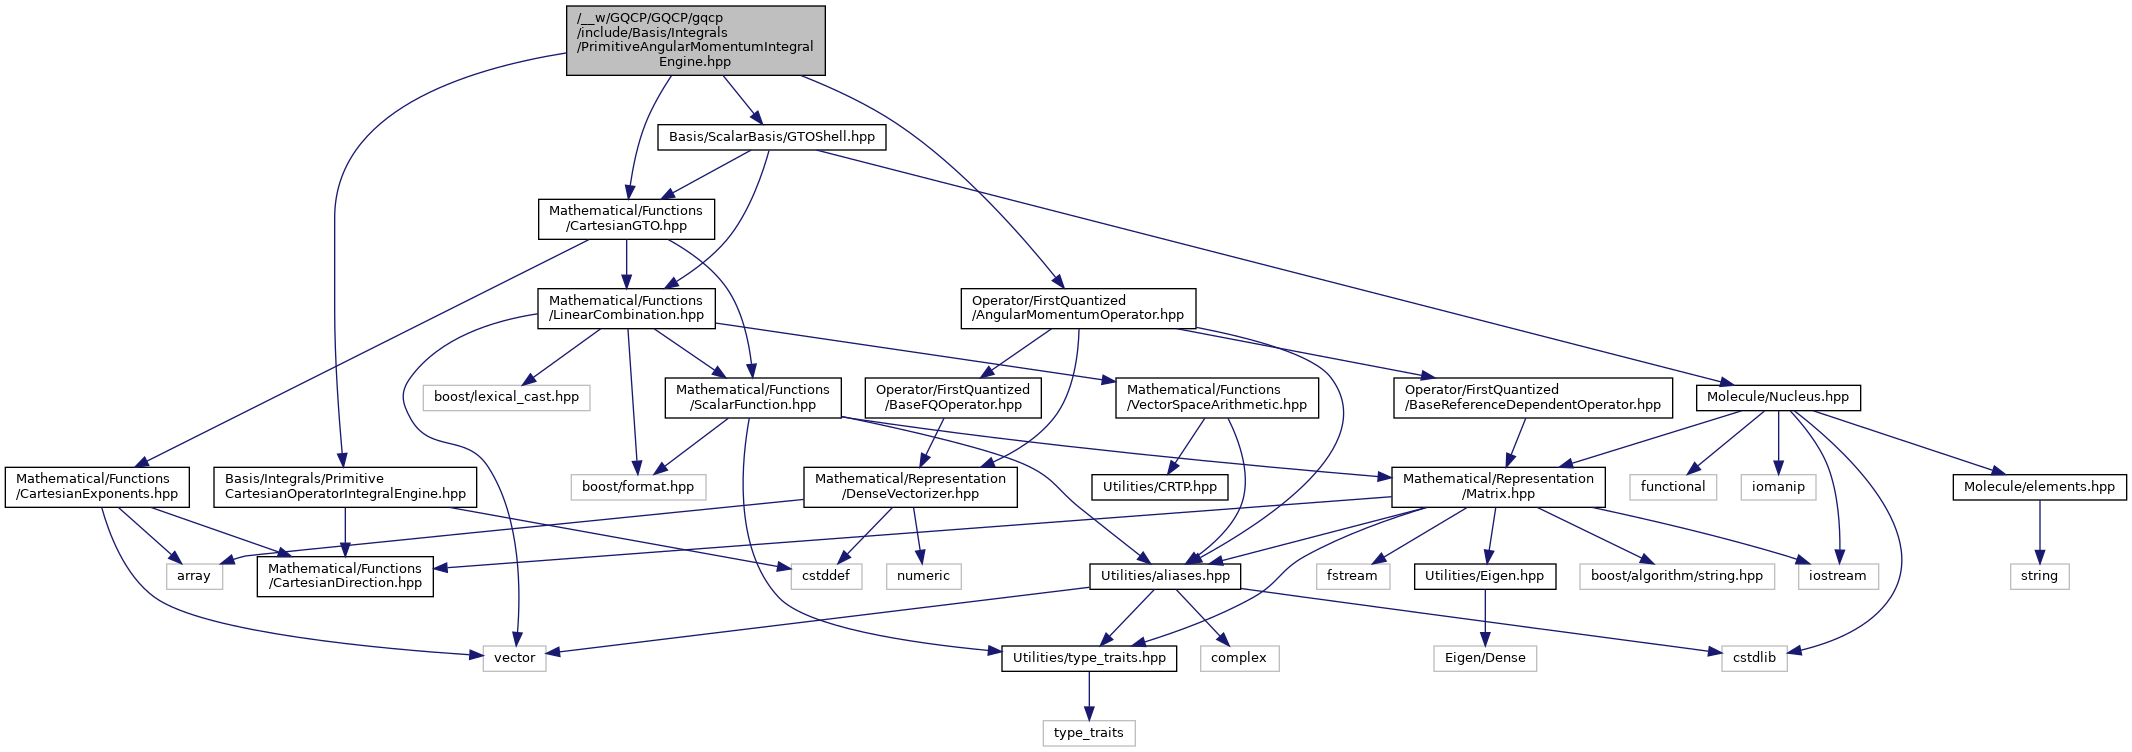 /__w/GQCP/GQCP/gqcp
/include/Basis/Integrals
/PrimitiveAngularMomentumIntegral
Engine.hpp
Basis/ScalarBasis/GTOShell.hpp
Mathematical/Functions
/CartesianGTO.hpp
Mathematical/Functions
/LinearCombination.hpp
Operator/FirstQuantized
/AngularMomentumOperator.hpp
boost/lexical_cast.hpp
Mathematical/Functions
/ScalarFunction.hpp
Operator/FirstQuantized
/BaseFQOperator.hpp
Mathematical/Functions
/VectorSpaceArithmetic.hpp
Operator/FirstQuantized
/BaseReferenceDependentOperator.hpp
Molecule/Nucleus.hpp
Mathematical/Functions
/CartesianExponents.hpp
Basis/Integrals/Primitive
CartesianOperatorIntegralEngine.hpp
boost/format.hpp
Mathematical/Representation
/DenseVectorizer.hpp
Utilities/CRTP.hpp
Mathematical/Representation
/Matrix.hpp
functional
iomanip
Molecule/elements.hpp
array
Mathematical/Functions
/CartesianDirection.hpp
cstddef
numeric
Utilities/aliases.hpp
fstream
Utilities/Eigen.hpp
boost/algorithm/string.hpp
iostream
string
vector
Utilities/type_traits.hpp
complex
Eigen/Dense
cstdlib
type_traits